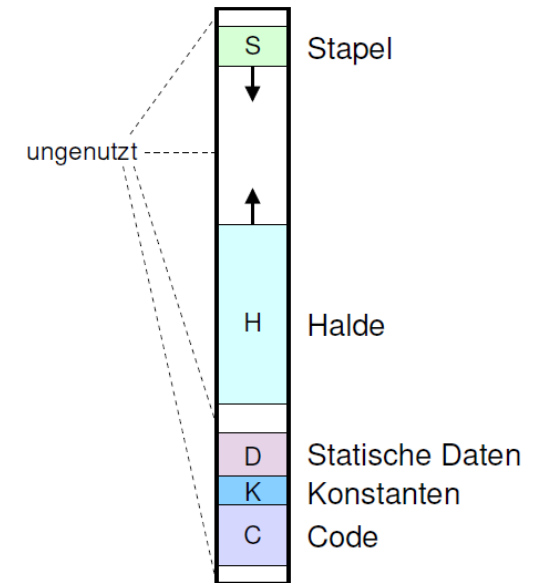 S Stapel
ungenutzt
H Halde
D Statische Daten
K Konstanten
C Code